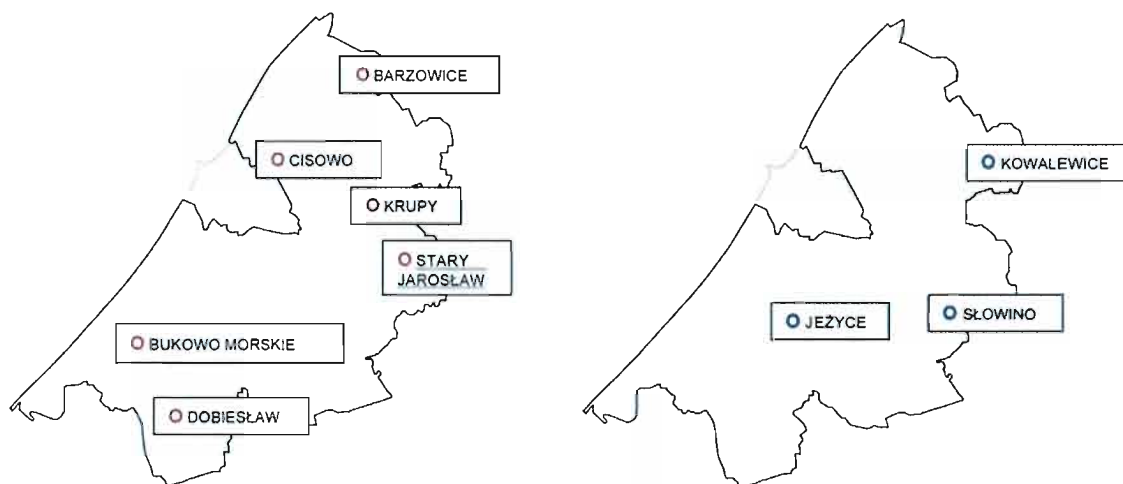 BARZOWICE
CISOWO
KRUPY
STARY
JAROSŁAW
BUKOWO MORSKIE
DOBIESŁAW
KOWALEWICE
JEŻYCE
SŁOWINO